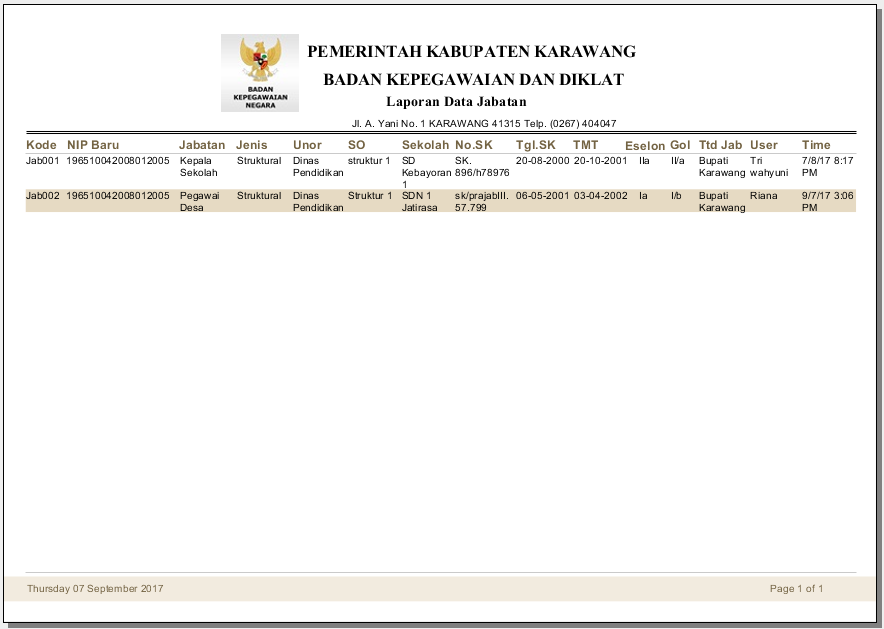 BADAN
KEPEGAWAIAN
NEGARA
PEMERINTAH KABUPATEN KARAWANG
BADAN KEPEGAWAIAN DAN DIKLAT
Laporan Data Jabatan
Jl. A. Yani No. 1 KARAWANG 41315 Telp. (0267) 404047
Kode NIP Baru Jabatan Jenis Unor SO Sekolah No.SK Tgl.SK TMT Eselon Gol Ttd Jab User Time
Jab001 196510042008012005 Kepala Struktural Dinas struktur 1 SD SK. 20-08-2000 20-10-2001 IIa II/a Bupati Tri 7/8/17 8:17
Sekolah Pendidikan Kebayoran 896/h78976 Karawang wahyuni PM
1
Jab002 196510042008012005 Pegawai Struktural Dinas Struktur 1 SDN 1 sk/prajabIII. 06-05-2001 03-04-2002 Ia I/b Bupati Riana 9/7/17 3:06
Desa Pendidikan Jatirasa 57.799 Karawang PM
Thursday 07 September 2017 Page 1 of 1